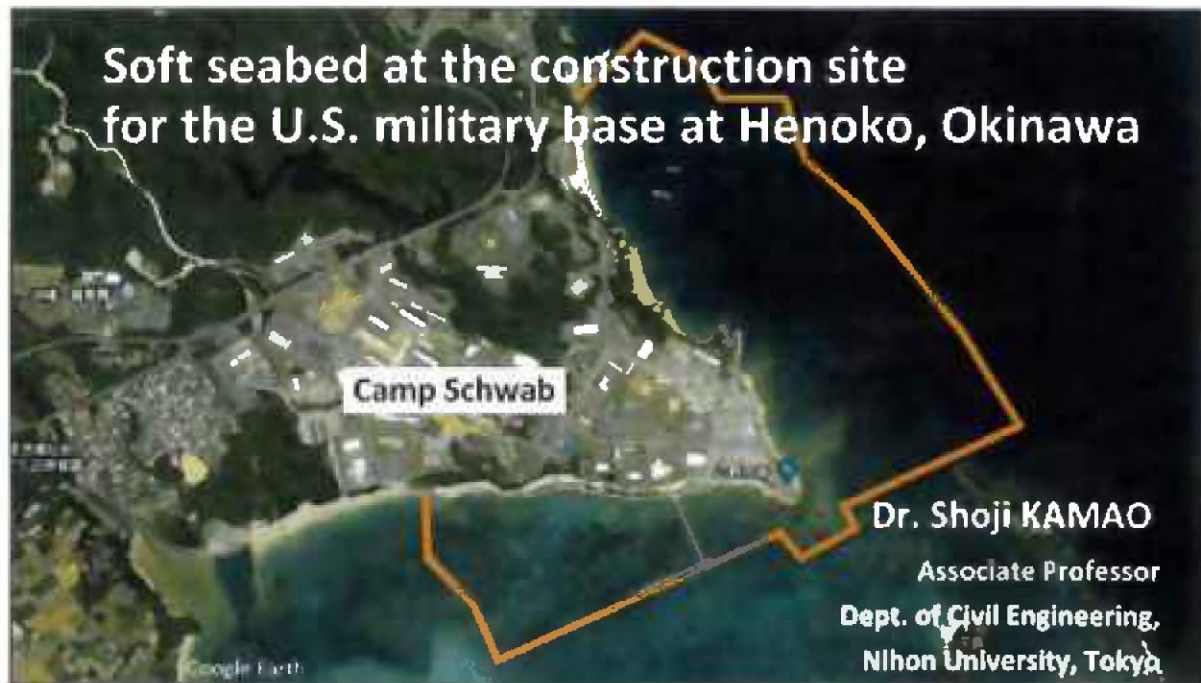 Soft seabed at the construction site
for the U.S. military base at Henoko, Okinawa
Camp Schwab
Dr. Shoji KAMAO
Associate Professor
Dept. of Civil Engineering,
Nihon University, Tokyo
Google Earth